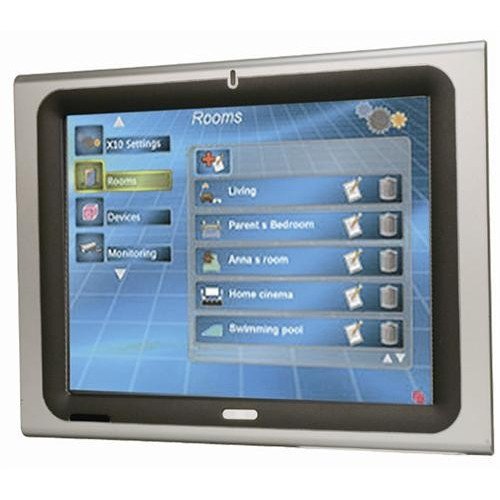 Rooms
X10 Settings
Rooms
Devices
Monitoring
Living
Parent s Bedroom
Anna s room
Home cinema
Swimming pool